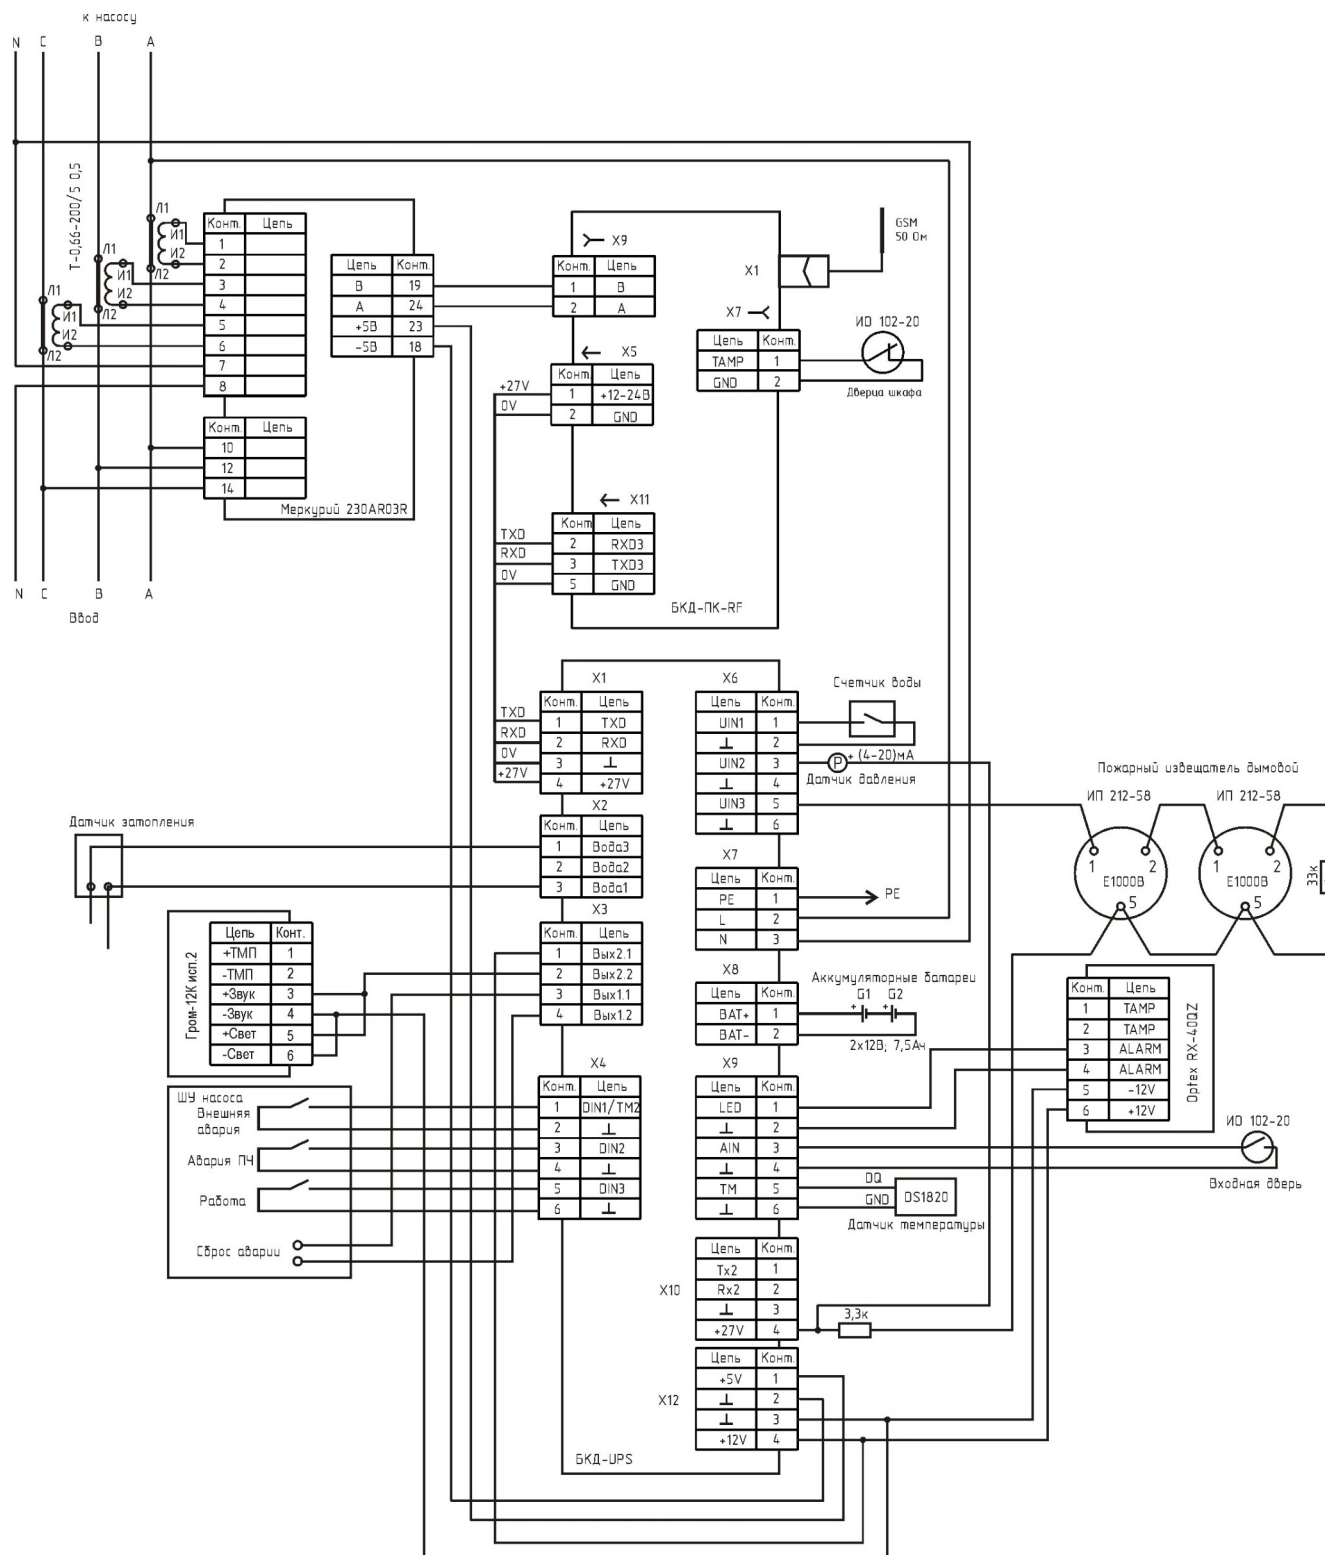 к насосу
N C B A
Т-0,66-200/5 0,5
Л1
И1
И2
Л2
Л1
И1
И2
Л2
Л1
И1
И2
Л2
Конт. Цепь
1
2
3
4
5
6
7
8
Конт. Цепь
10
12
14
Цепь Конт.
В 19
А 24
+5В 23
-5В 18
Меркурий 230AR03R
N C B A
Ввод
X9
Конт. Цепь
1 В
2 А
X5
Конт. Цепь
+27V 1 +12-24В
0V 2 GND
X11
Конт Цепь
TXD 2 RXD3
RXD 3 TXD3
0V 5 GND
БКД-ПК-RF
X1
GSM
50 Ом
X7
Цепь Конт.
TAMP 1
GND 2
ИО 102-20
Дверца шкафа
X1
Конт. Цепь
TXD 1 TXD
RXD 2 RXD
0V 3 ⊥
+27V 4 +27V
X2
Конт. Цепь
1 Вода3
2 Вода2
3 Вода1
Датчик затопления
X3
Конт. Цепь
1 Вых2.1
2 Вых2.2
3 Вых1.1
4 Вых1.2
Гром-12К исп.2
Цепь Конт.
+ТМП 1
-ТМП 2
+Звук 3
-Звук 4
+Свет 5
-Свет 6
X4
Конт. Цепь
1 DIN1/TM2
2 ⊥
3 DIN2
4 ⊥
5 DIN3
6 ⊥
ШУ насоса
Внешняя
авария
Авария ПЧ
Работа
Сброс аварии
БКД-UPS
X6
Цепь Конт.
UIN1 1
⊥ 2
UIN2 3
⊥ 4
UIN3 5
⊥ 6
Счетчик воды
P + (4-20)мА
Датчик давления
X7
Цепь Конт.
PE 1
L 2
N 3
PE
X8
Цепь Конт.
BAT+ 1
BAT- 2
Аккумуляторные батареи
+ G1 + G2
2х12В; 7,5Ач
X9
Цепь Конт.
LED 1
⊥ 2
AIN 3
⊥ 4
TM 5
⊥ 6
DQ
GND DS1820
Датчик температуры
X10
Цепь Конт.
Tx2 1
Rx2 2
⊥ 3
+27V 4
3,3к
X12
Цепь Конт.
+5V 1
⊥ 2
⊥ 3
+12V 4
Пожарный извещатель дымовой
ИП 212-58 ИП 212-58
1 2 1 2
Е1000В Е1000В
5 5
33к
Конт. Цепь
1 TAMP
2 TAMP
3 ALARM
4 ALARM
5 -12V
6 +12V
Optex RX-40QZ
ИО 102-20
Входная дверь